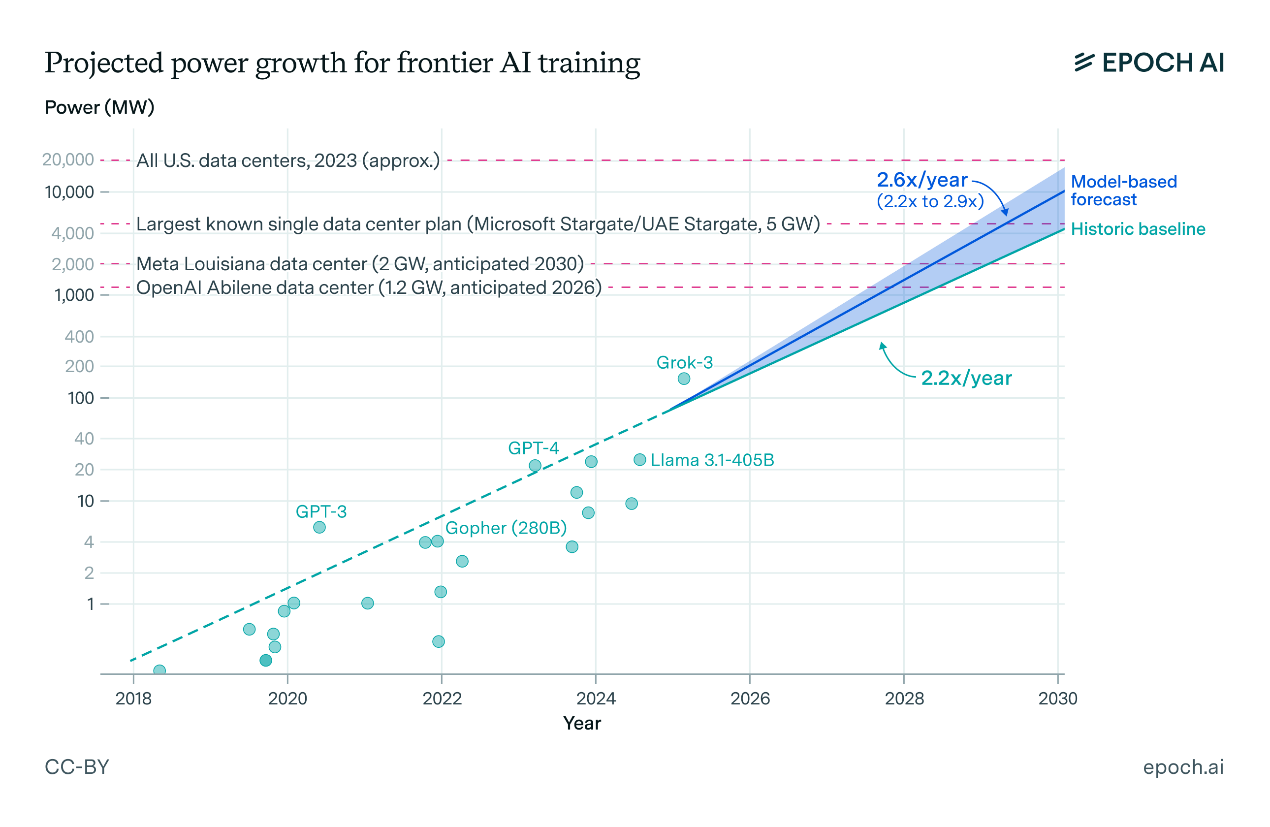 Projected power growth for frontier AI training
EPOCH AI
Power (MW)
20,000
All U.S. data centers, 2023 (approx.)
10,000
2.6x/year
(2.2x to 2.9x)
Model-based
forecast
Largest known single data center plan (Microsoft Stargate/UAE Stargate, 5 GW)
4,000
Historic baseline
2,000
Meta Louisiana data center (2 GW, anticipated 2030)
OpenAI Abilene data center (1.2 GW, anticipated 2026)
1,000
400
200
Grok-3
2.2x/year
100
40
GPT-4
20
Llama 3.1-405B
10
GPT-3
Gopher (280B)
4
2
1
2018
2020
2022
2024
2026
2028
2030
Year
CC-BY
epoch.ai